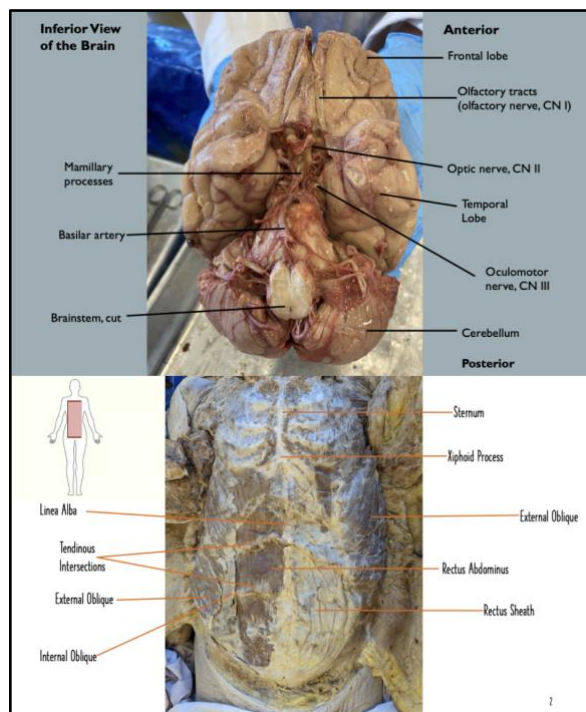 Inferior View
of the Brain
Anterior
Frontal lobe
Olfactory tracts
(olfactory nerve, CN I)
Mamillary
processes
Optic nerve, CN II
Temporal
Lobe
Basilar artery
Oculomotor
nerve, CN III
Brainstem, cut
Cerebellum
Posterior
Sternum
Xiphoid Process
Linea Alba
External Oblique
Tendinous
Intersections
Rectus Abdominus
External Oblique
Rectus Sheath
Internal Oblique
2